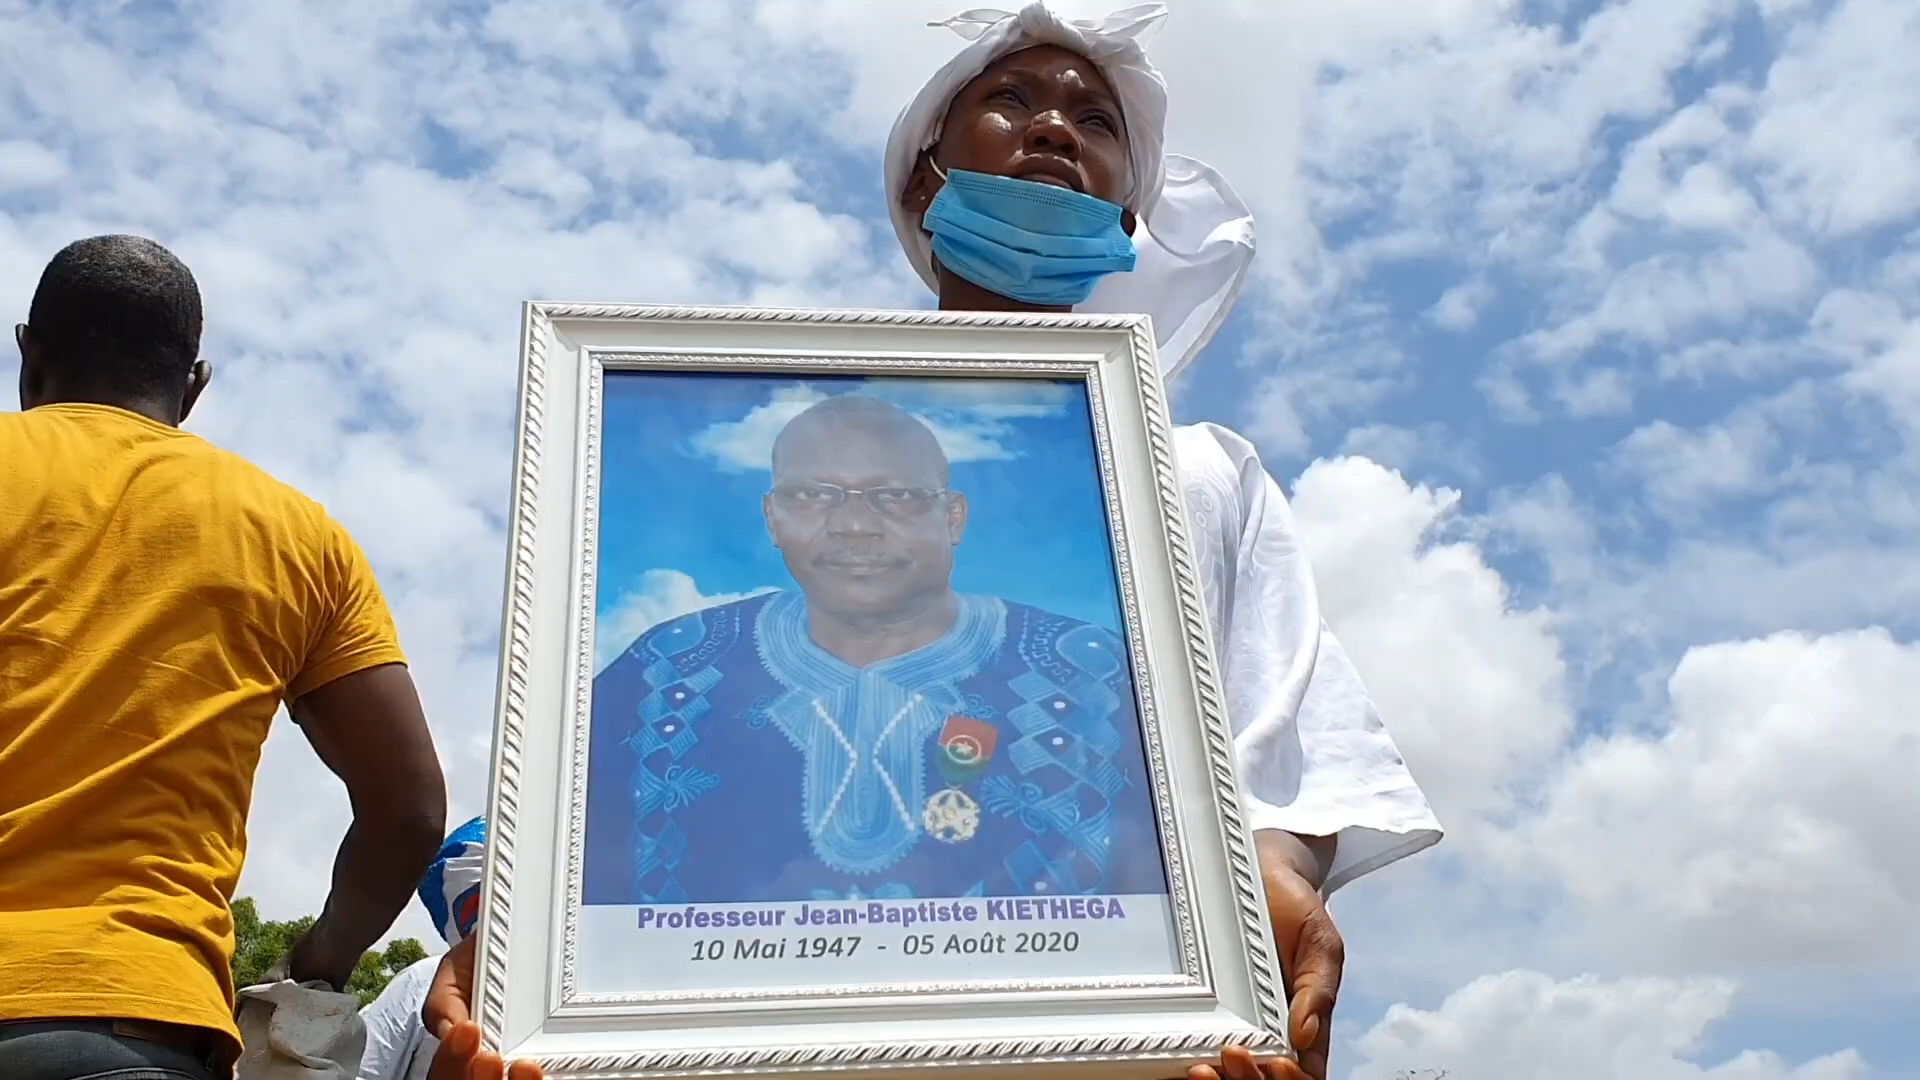 Professeur Jean-Baptiste KIETHEGA
10 Mai 1947 - 05 Août 2020